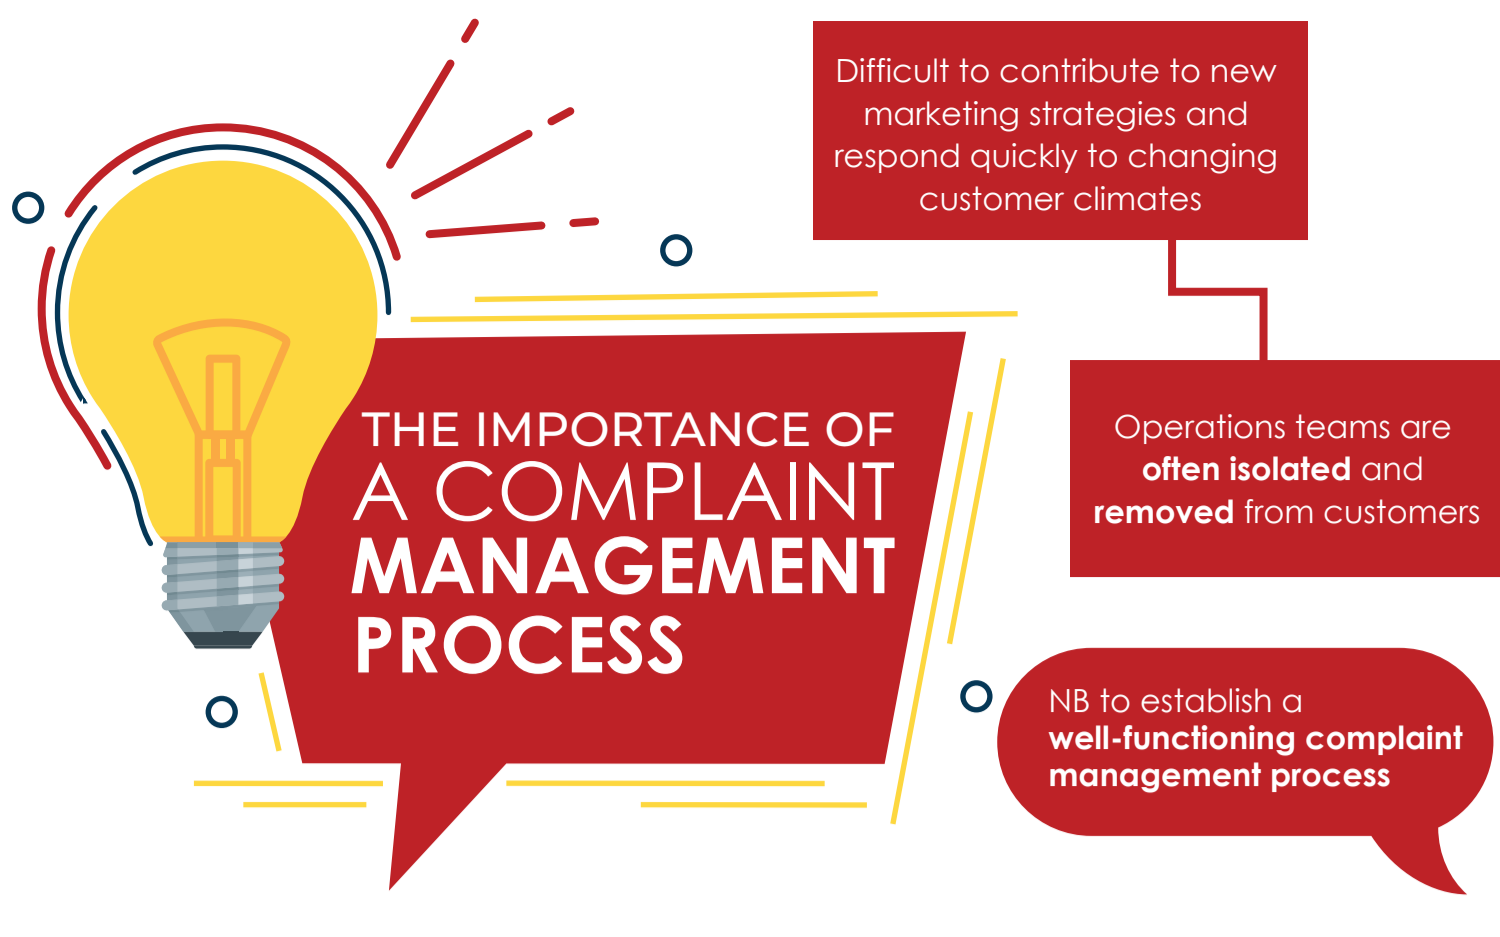 THE IMPORTANCE OF
A COMPLAINT
MANAGEMENT
PROCESS
Difficult to contribute to new
marketing strategies and
respond quickly to changing
customer climates
Operations teams are
often isolated and
removed from customers
NB to establish a
well-functioning complaint
management process